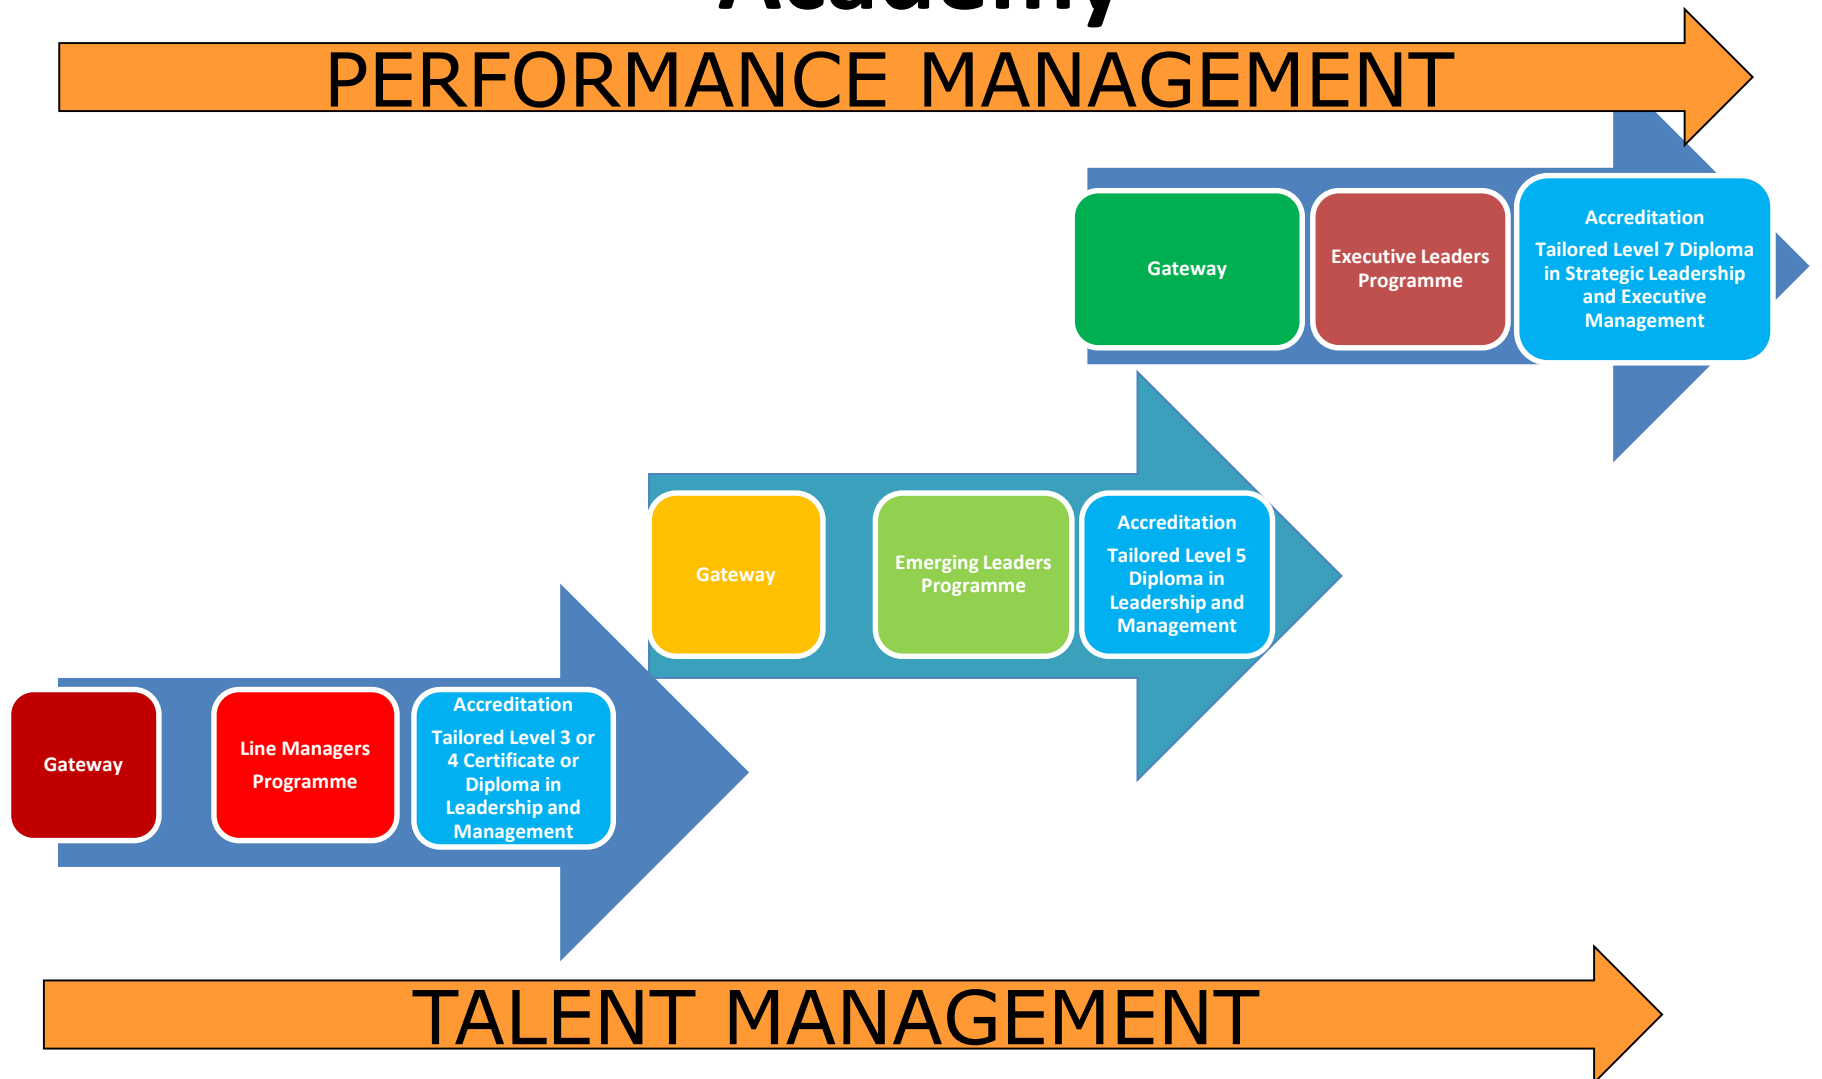 Academy
PERFORMANCE MANAGEMENT
Gateway
Executive Leaders
Programme
Accreditation
Tailored Level 7 Diploma
in Strategic Leadership
and Executive
Management
Gateway
Emerging Leaders
Programme
Accreditation
Tailored Level 5
Diploma in
Leadership and
Management
Gateway
Line Managers
Programme
Accreditation
Tailored Level 3 or
4 Certificate or
Diploma in
Leadership and
Management
TALENT MANAGEMENT